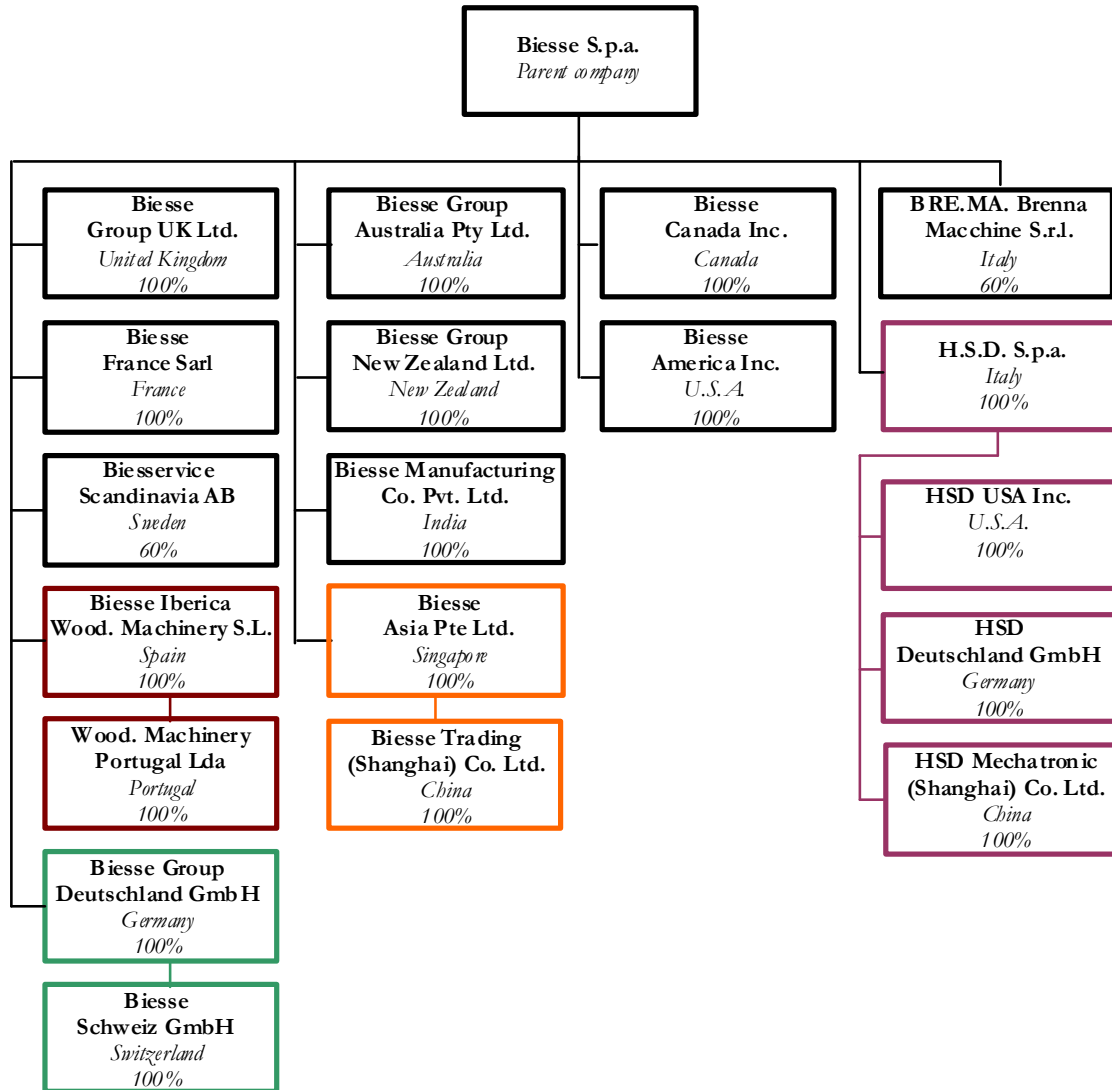 Biesse S.p.a.
Parent company
Biesse
Group UK Ltd.
United Kingdom
100%
Biesse Group
Australia Pty Ltd.
Australia
100%
Biesse
Canada Inc.
Canada
100%
BRE.MA. Brenna
Macchine S.r.l.
Italy
60%
Biesse
France Sarl
France
100%
Biesse Group
New Zealand Ltd.
New Zealand
100%
Biesse
America Inc.
U.S.A.
100%
H.S.D. S.p.a.
Italy
100%
Biesservice
Scandinavia AB
Sweden
60%
Biesse Manufacturing
Co. Pvt. Ltd.
India
100%
HSD USA Inc.
U.S.A.
100%
Biesse Iberica
Wood. Machinery S.L.
Spain
100%
Biesse
Asia Pte Ltd.
Singapore
100%
HSD
Deutschland GmbH
Germany
100%
Wood. Machinery
Portugal Lda
Portugal
100%
Biesse Trading
(Shanghai) Co. Ltd.
China
100%
HSD Mechatronic
(Shanghai) Co. Ltd.
China
100%
Biesse Group
Deutschland GmbH
Germany
100%
Biesse
Schweiz GmbH
Switzerland
100%